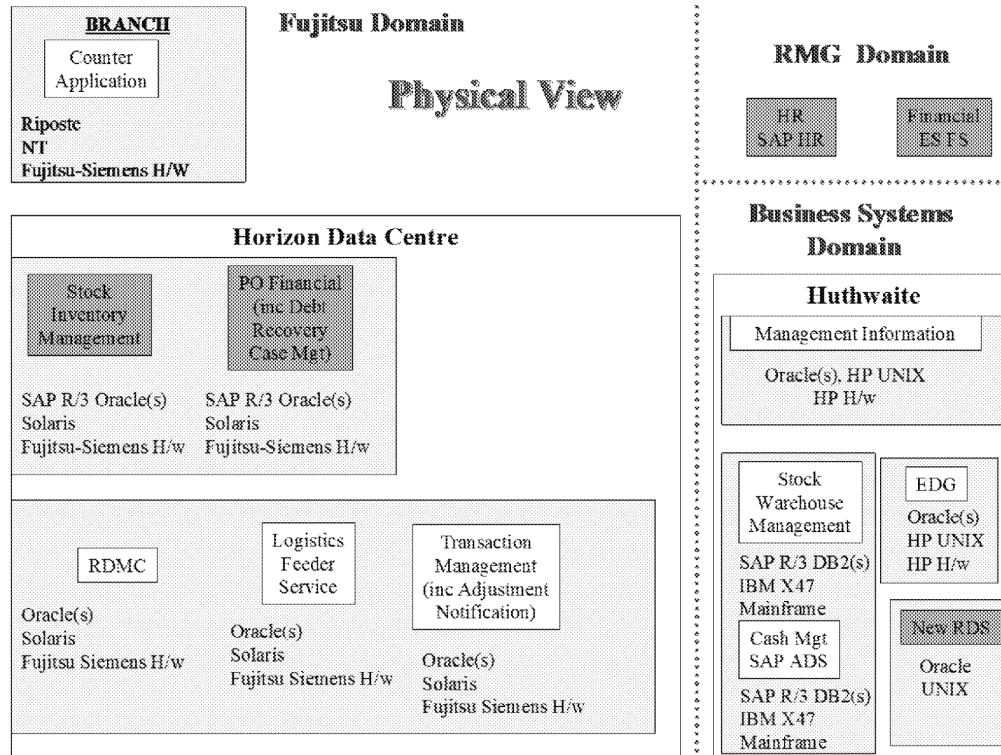 BRANCH
Counter
Application
Riposte
NT
Fujitsu-Siemens H/W
Fujitsu Domain
Physical View
RMG Domain
HR
SAP HR
Financial
ES FS
Horizon Data Centre
Stock
Inventory
Management
SAP R/3 Oracle(s)
Solaris
Fujitsu-Siemens H/w
PO Financial
(inc Debt
Recovery
Case Mgt)
SAP R/3 Oracle(s)
Solaris
Fujitsu-Siemens H/w
RDMC
Oracle(s)
Solaris
Fujitsu Siemens H/w
Logistics
Feeder
Service
Oracle(s)
Solaris
Fujitsu Siemens H/w
Transaction
Management
(inc Adjustment
Notification)
Oracle(s)
Solaris
Fujitsu Siemens H/w
Business Systems
Domain
Huthwaite
Management Information
Oracle(s), HP UNIX
HP H/w
Stock
Warehouse
Management
SAP R/3 DB2(s)
IBM X47
Mainframe
Cash Mgt
SAP ADS
SAP R/3 DB2(s)
IBM X47
Mainframe
EDG
Oracle(s)
HP UNIX
HP H/w
New RDS
Oracle
UNIX